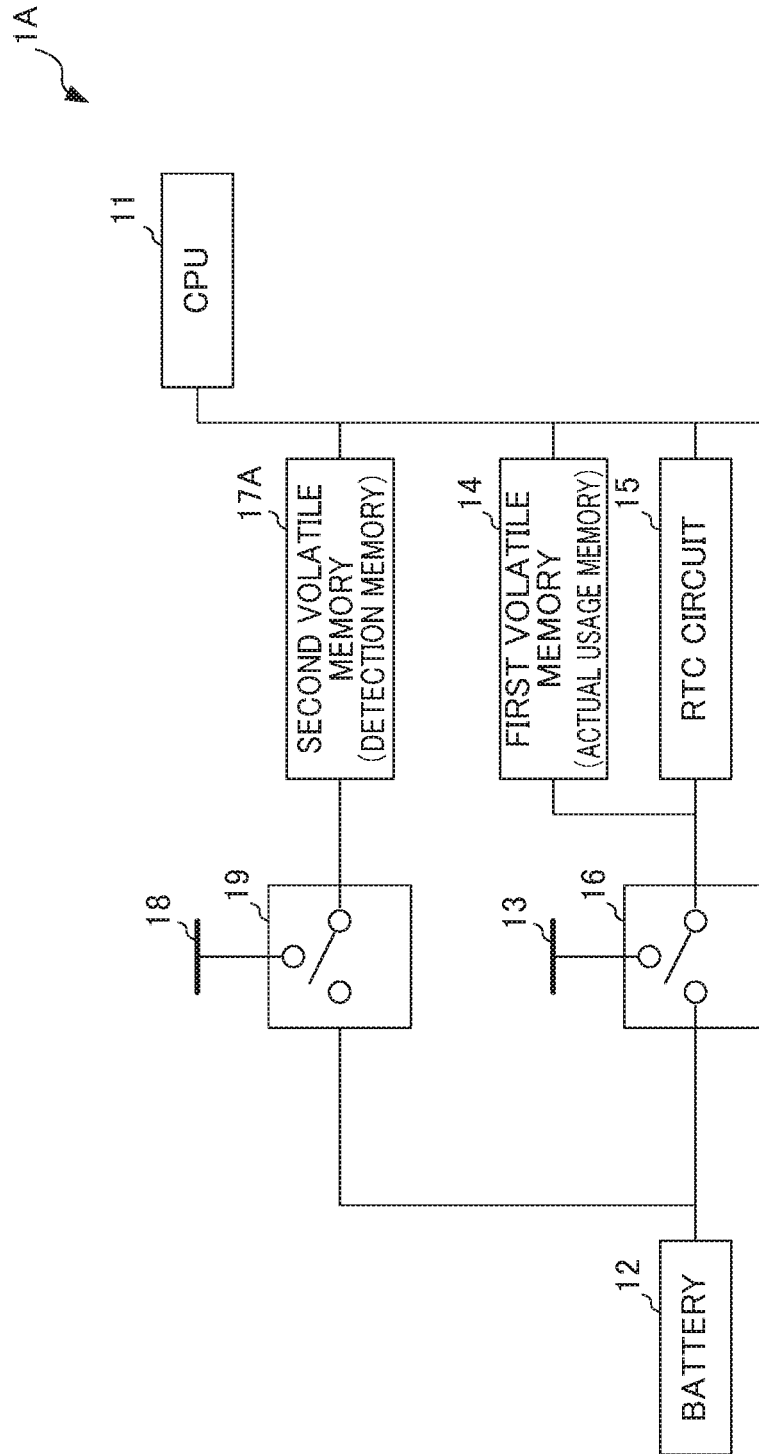 1A
11
CPU
17A
SECOND VOLATILE
MEMORY
(DETECTION MEMORY)
14
FIRST VOLATILE
MEMORY
(ACTUAL USAGE MEMORY)
15
RTC CIRCUIT
18
19
13
16
12
BATTERY